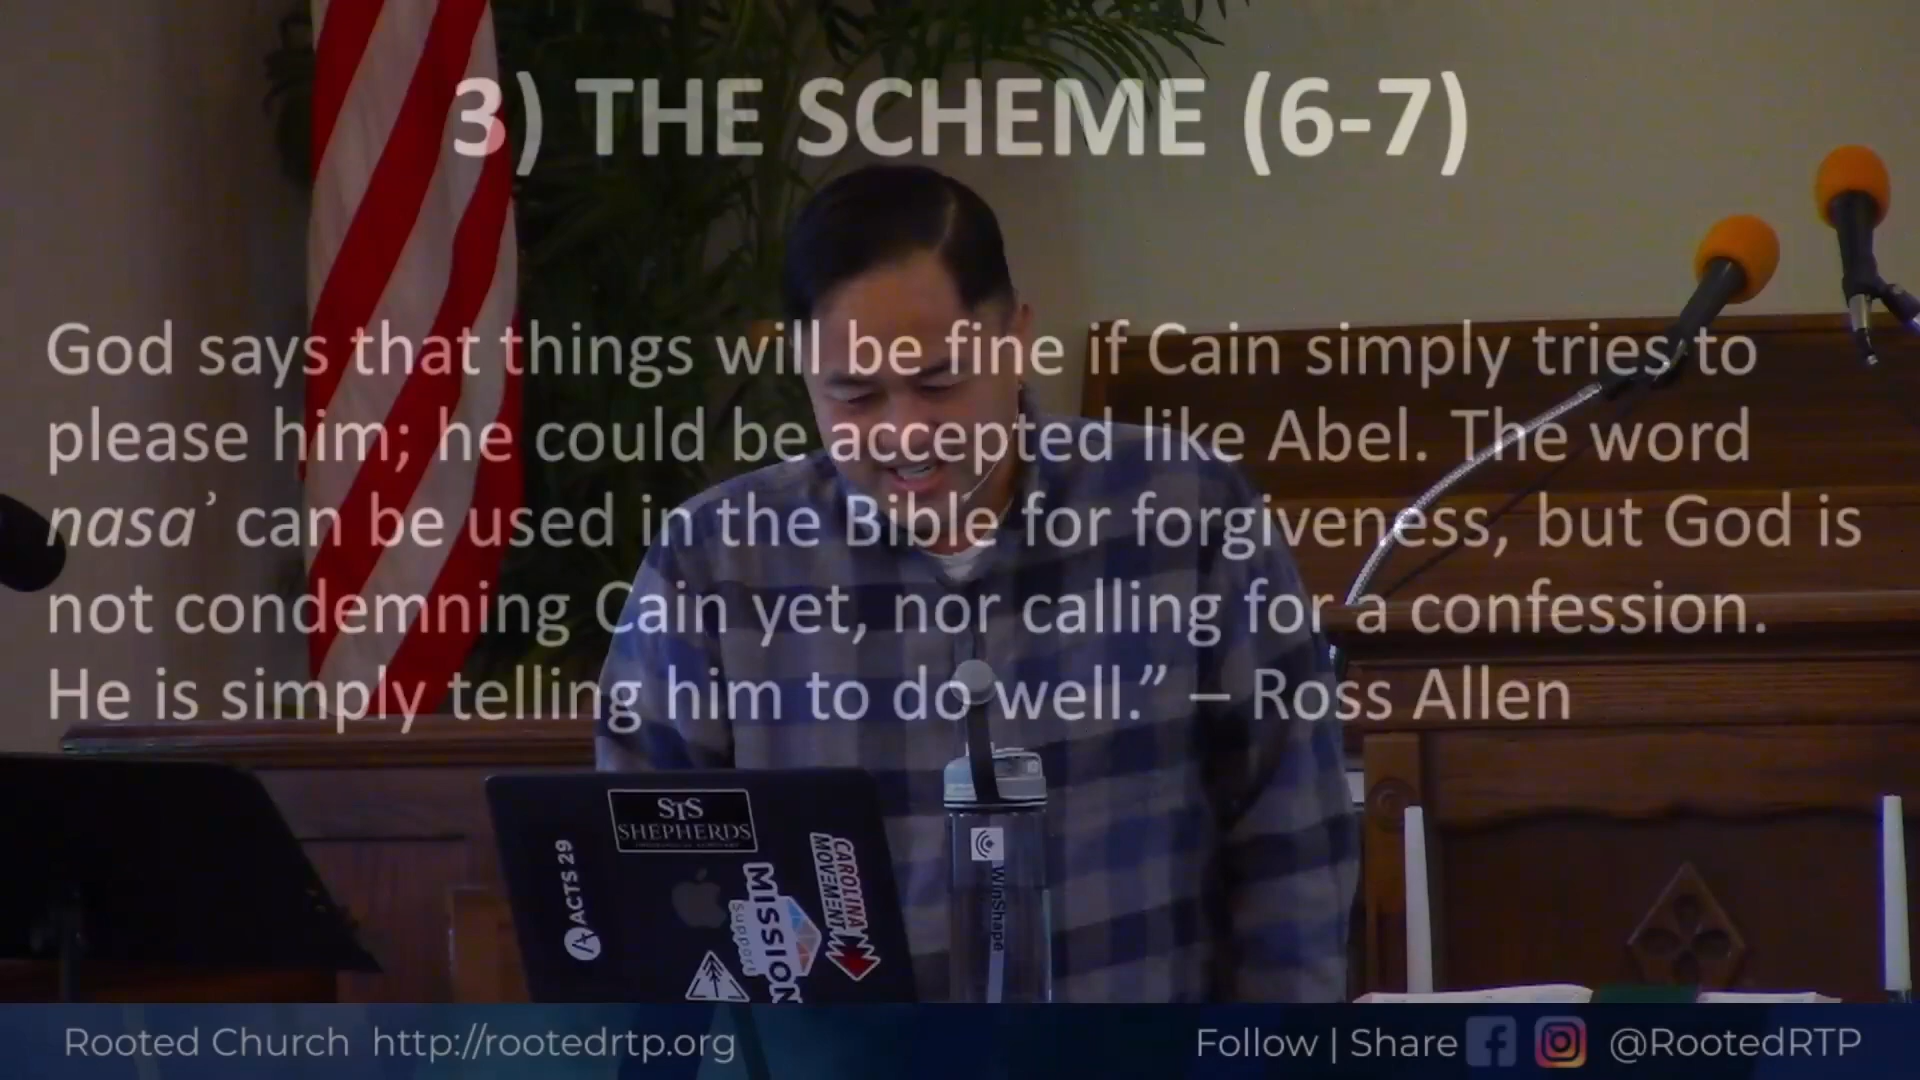 3) THE SCHEME (6-7)
God says that things will be fine if Cain simply tries to
please him; he could be accepted like Abel. The word
nasaʾ can be used in the Bible for forgiveness, but God is
not condemning Cain yet, nor calling for a confession.
He is simply telling him to do well.” – Ross Allen
STS
SHEPHERDS
ACTS 29
MISSION
Support
CAROLINA
MOVEMENT
WinShape
Rooted Church http://rootedrtp.org
Follow | Share @RootedRTP